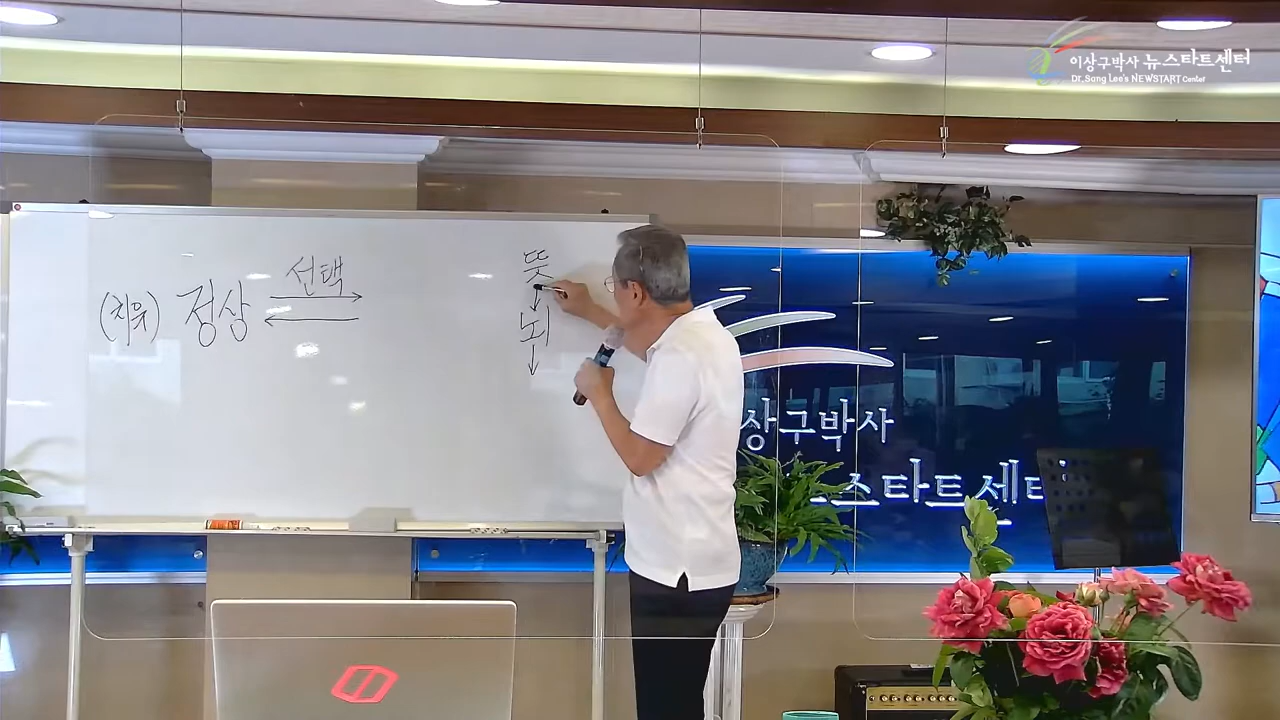 이상구박사 뉴스타트센터
Dr. Sang Lee's NEWSTART Center
(치유) 정상 선택
뜻
뇌
상구박사
스타트센터